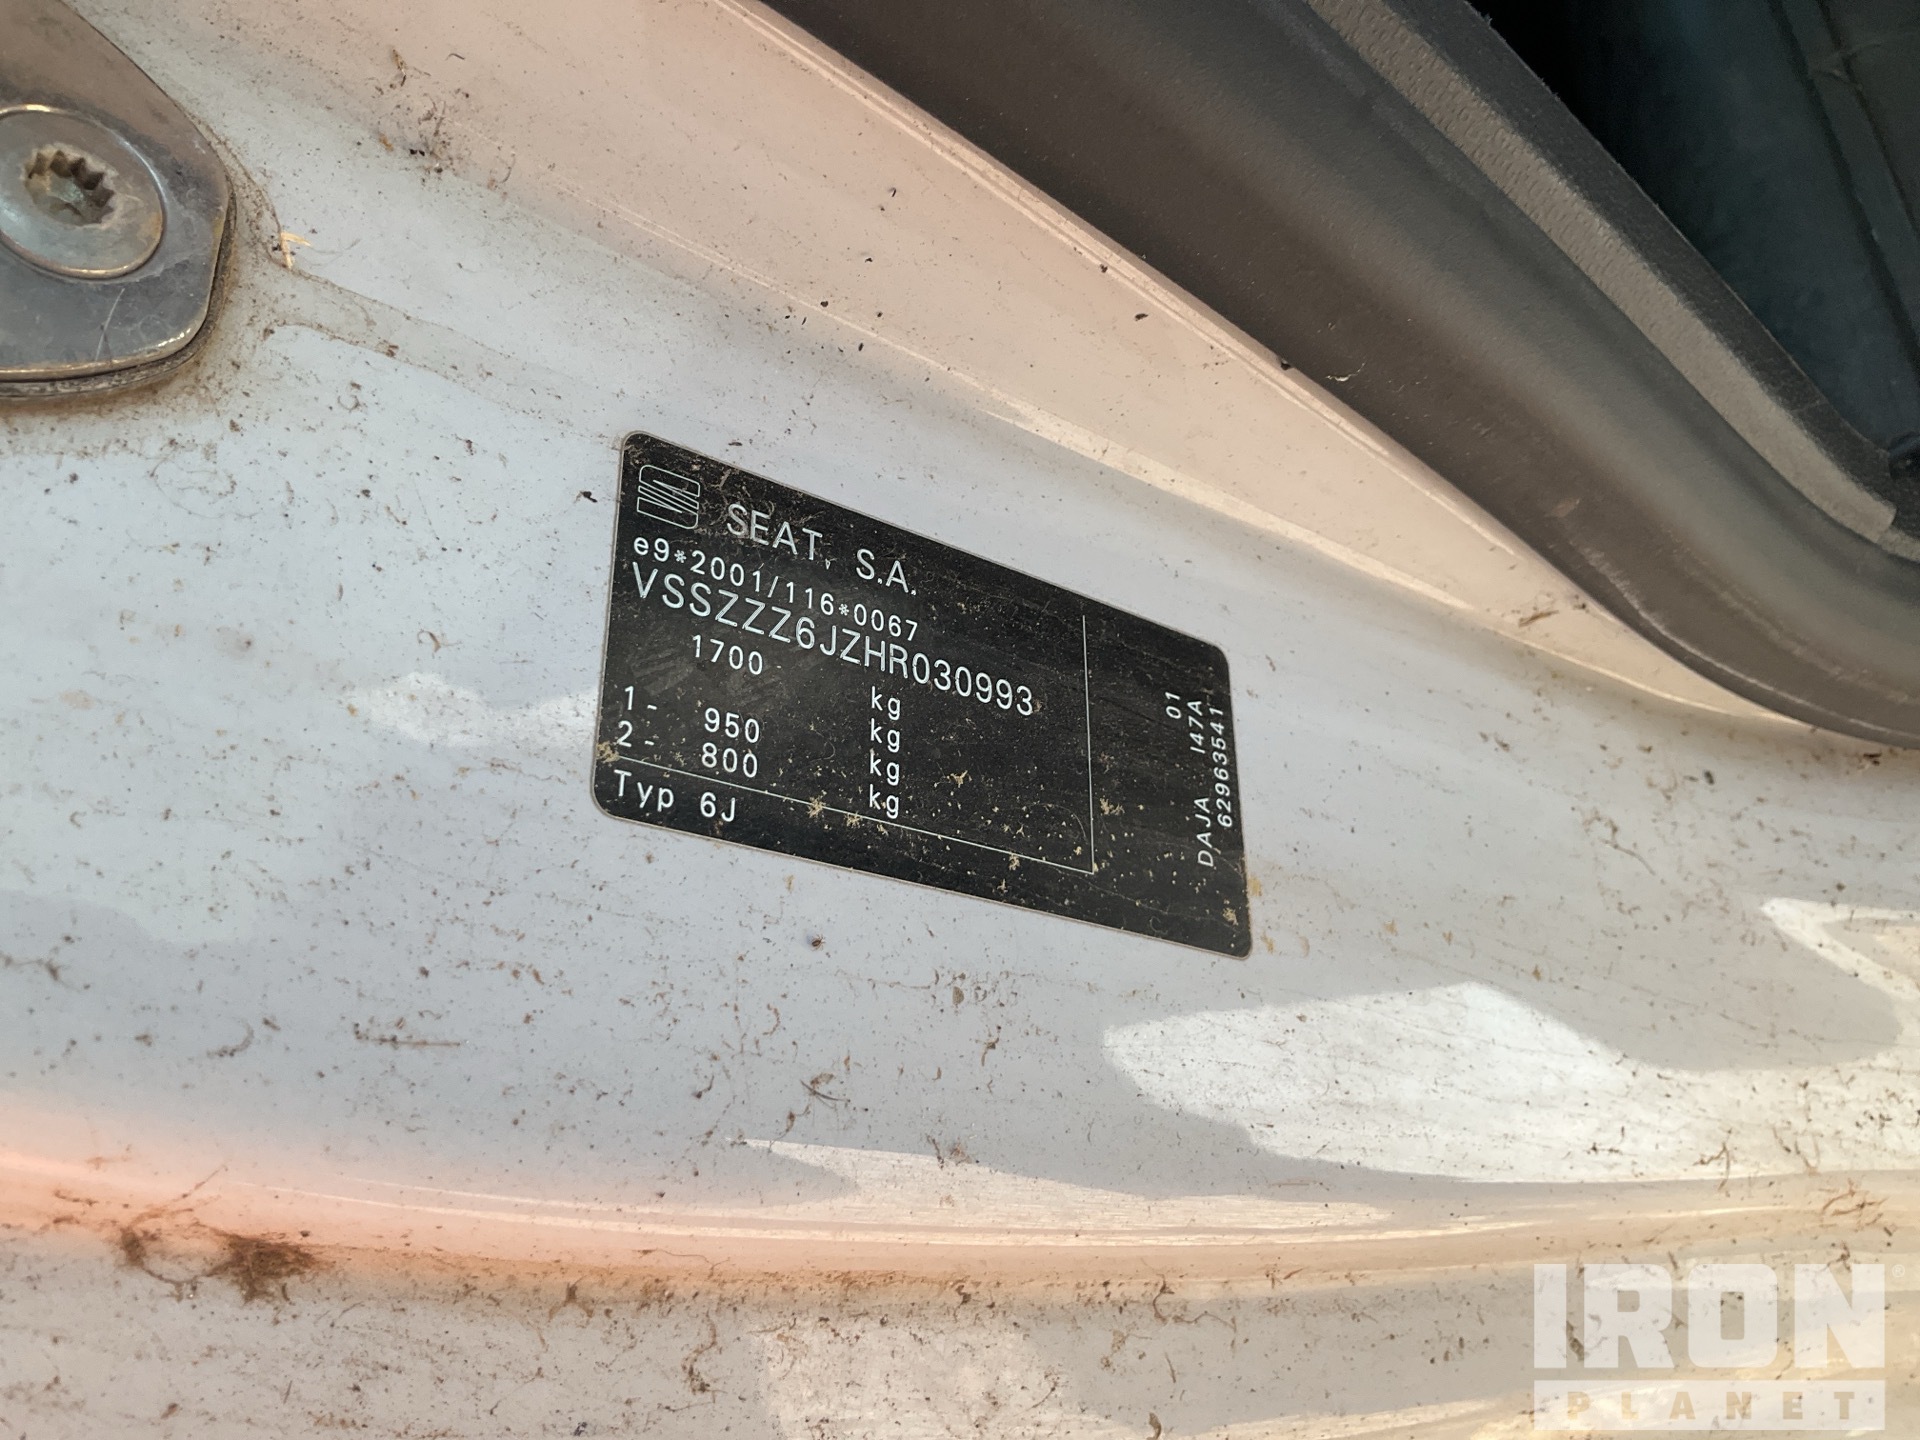 SEAT, S.A.
e9*2001/116*0067
VSSZZZ6JZHR030993
1700 kg
kg
1- 950 kg
2- 800 kg
Typ 6J
01
DAJA I47A
62963541
IRON
PLANET